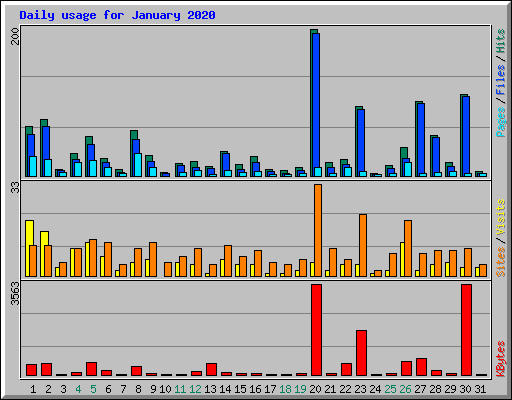 Daily usage for January 2020
200
33
3563
Pages / Files / Hits
Sites / Visits
KBytes
1 2 3 4 5 6 7 8 9 10 11 12 13 14 15 16 17 18 19 20 21 22 23 24 25 26 27 28 29 30 31